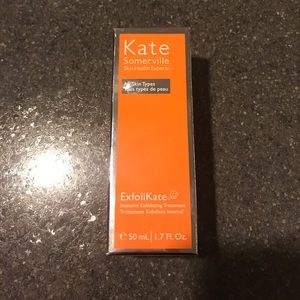 Kate
Somerville
Skin Health Experts
All Skin Types
Tous types de peau
ExfoliKate
Intensive Exfoliating Treatment
Traitement Exfoliant Intensif
℮ 50 mL | 1.7 Fl. Oz.